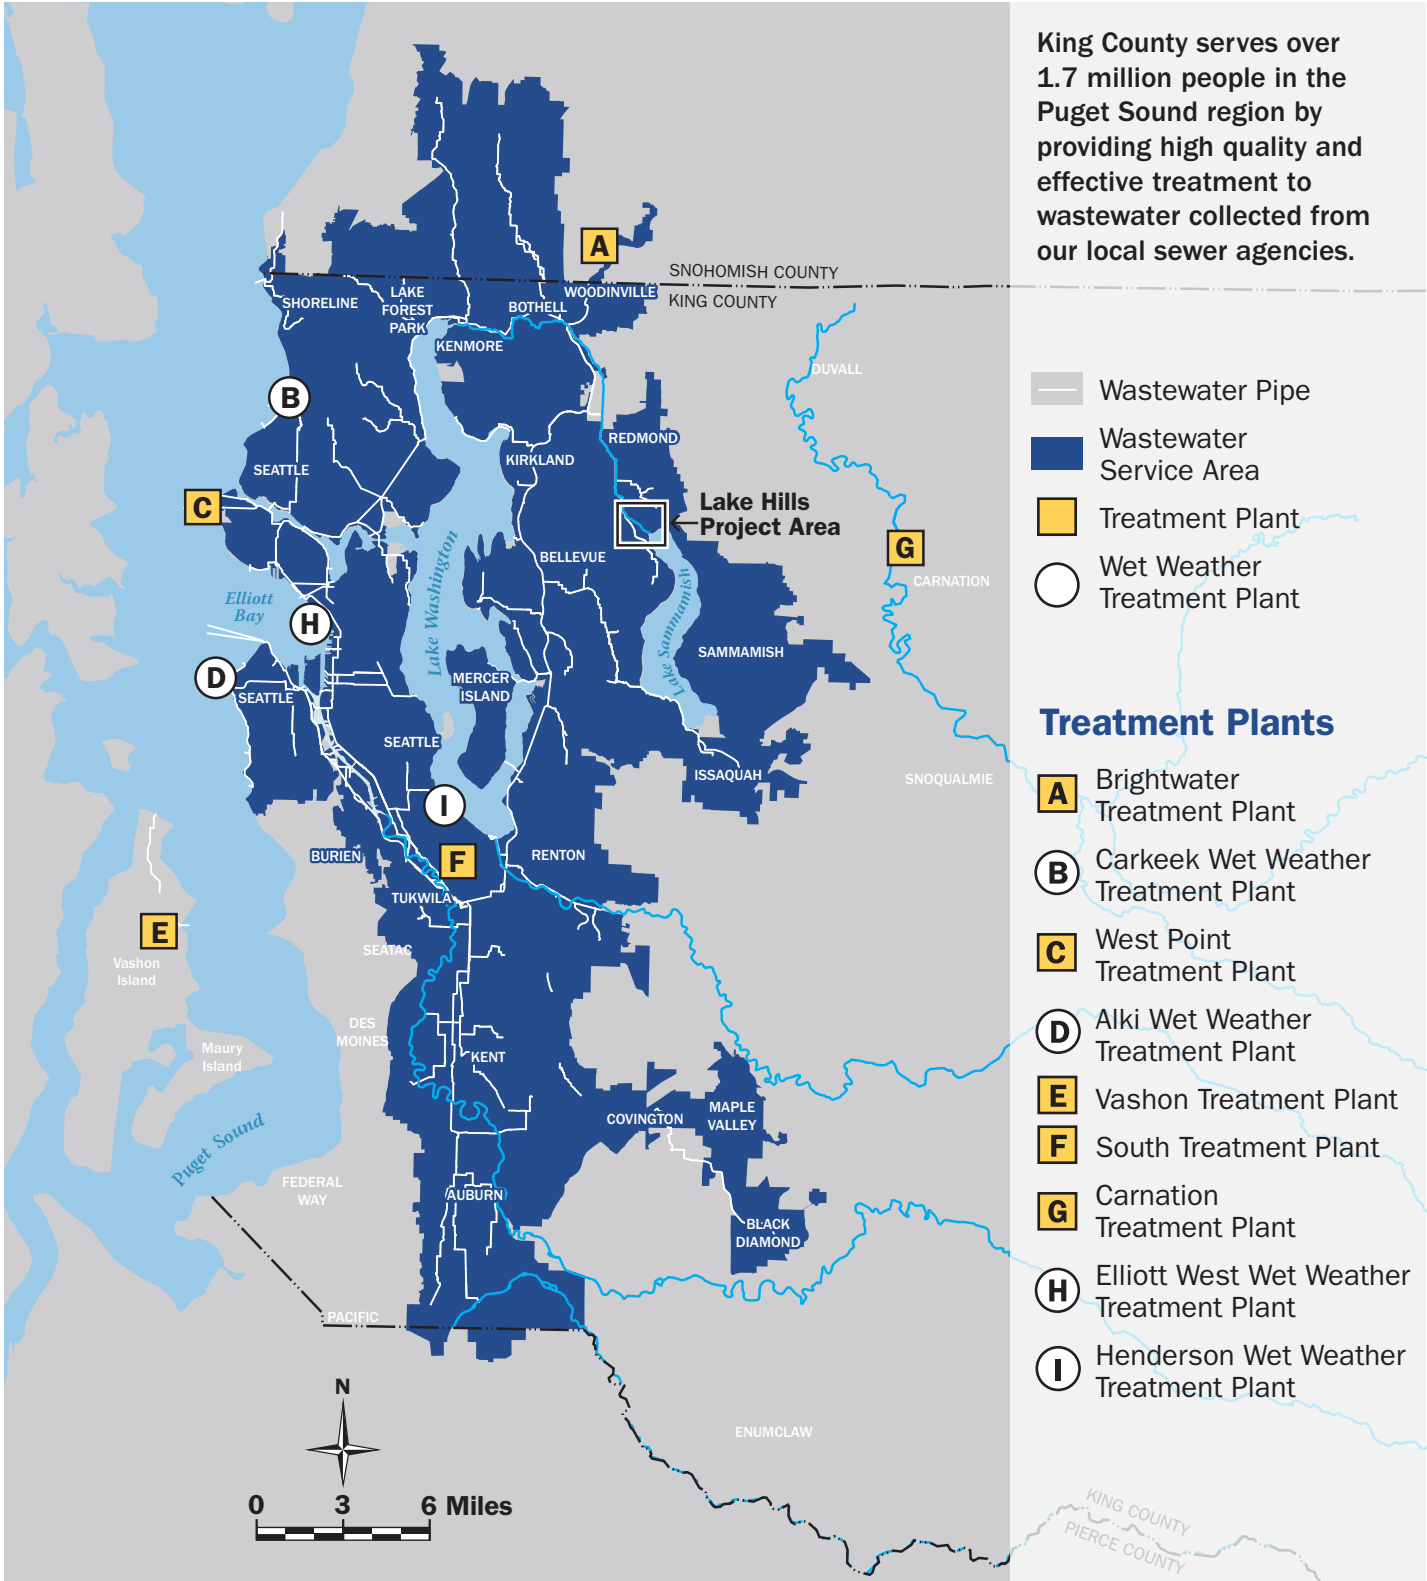 King County serves over
1.7 million people in the
Puget Sound region by
providing high quality and
effective treatment to
wastewater collected from
our local sewer agencies.
A
SNOHOMISH COUNTY
KING COUNTY
SHORELINE
LAKE
FOREST
PARK
BOTHELL
WOODINVILLE
KENMORE
DUVALL
B
REDMOND
SEATTLE
KIRKLAND
C
Lake Hills
Project Area
G
CARNATION
BELLEVUE
Lake Washington
Elliott
Bay
H
Lake Sammamish
SAMMAMISH
D
SEATTLE
MERCER
ISLAND
SEATTLE
ISSAQUAH
SNOQUALMIE
I
BURIEN
F
RENTON
TUKWILA
E
Vashon
Island
SEATAC
DES
MOINES
Maury
Island
KENT
COVINGTON
MAPLE
VALLEY
Puget Sound
FEDERAL
WAY
AUBURN
BLACK
DIAMOND
PACIFIC
ENUMCLAW
N
0 3 6 Miles
Wastewater Pipe
Wastewater
Service Area
Treatment Plant
Wet Weather
Treatment Plant
Treatment Plants
A Brightwater
Treatment Plant
B Carkeek Wet Weather
Treatment Plant
C West Point
Treatment Plant
D Alki Wet Weather
Treatment Plant
E Vashon Treatment Plant
F South Treatment Plant
G Carnation
Treatment Plant
H Elliott West Wet Weather
Treatment Plant
I Henderson Wet Weather
Treatment Plant
KING COUNTY
PIERCE COUNTY